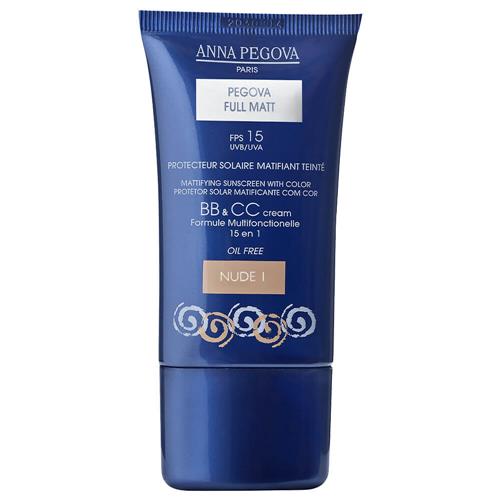 ANNA PEGOVA
PARIS
PEGOVA
FULL MATT
FPS 15
UVB/UVA
PROTECTEUR SOLAIRE MATIFIANT TEINTÉ
MATTIFYING SUNSCREEN WITH COLOR
PROTETOR SOLAR MATIFICANTE COM COR
BB & CC cream
Formule Multifonctionelle
15 en 1
OIL FREE
NUDE I